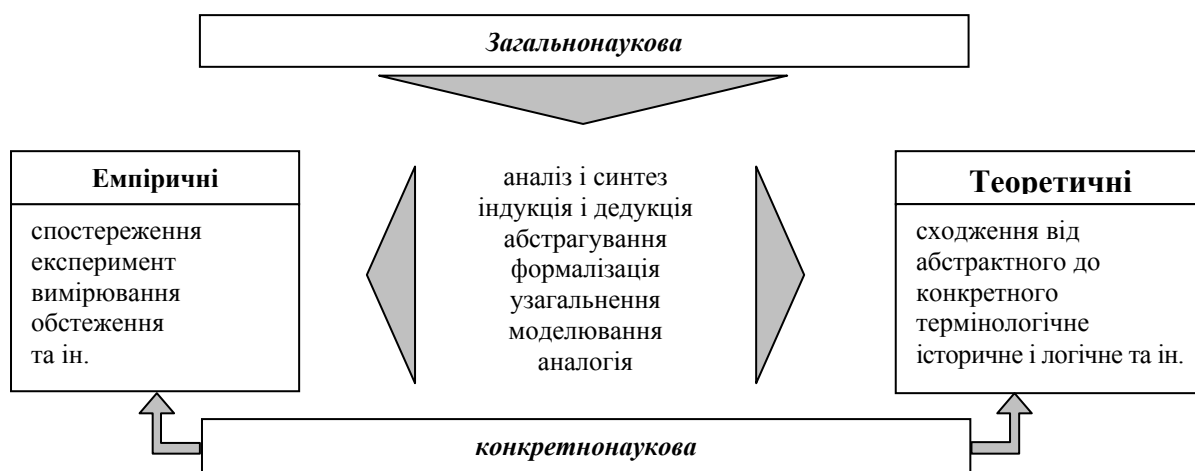 Загальнонаукова
Емпіричні
спостереження
експеримент
вимірювання
обстеження
та ін.
аналіз і синтез
індукція і дедукція
абстрагування
формалізація
узагальнення
моделювання
аналогія
Теоретичні
сходження від
абстрактного до
конкретного
термінологічне
історичне і логічне та ін.
конкретнонаукова